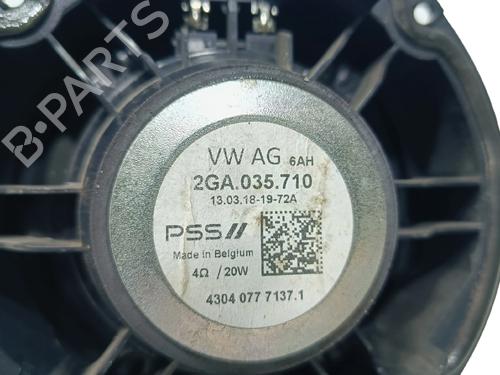 B-PARTS
VW AG 6AH
2GA.035.710
13.03.18-19-72A
PSS//
Made in Belgium
4Ω / 20W
4304 077 7137.1